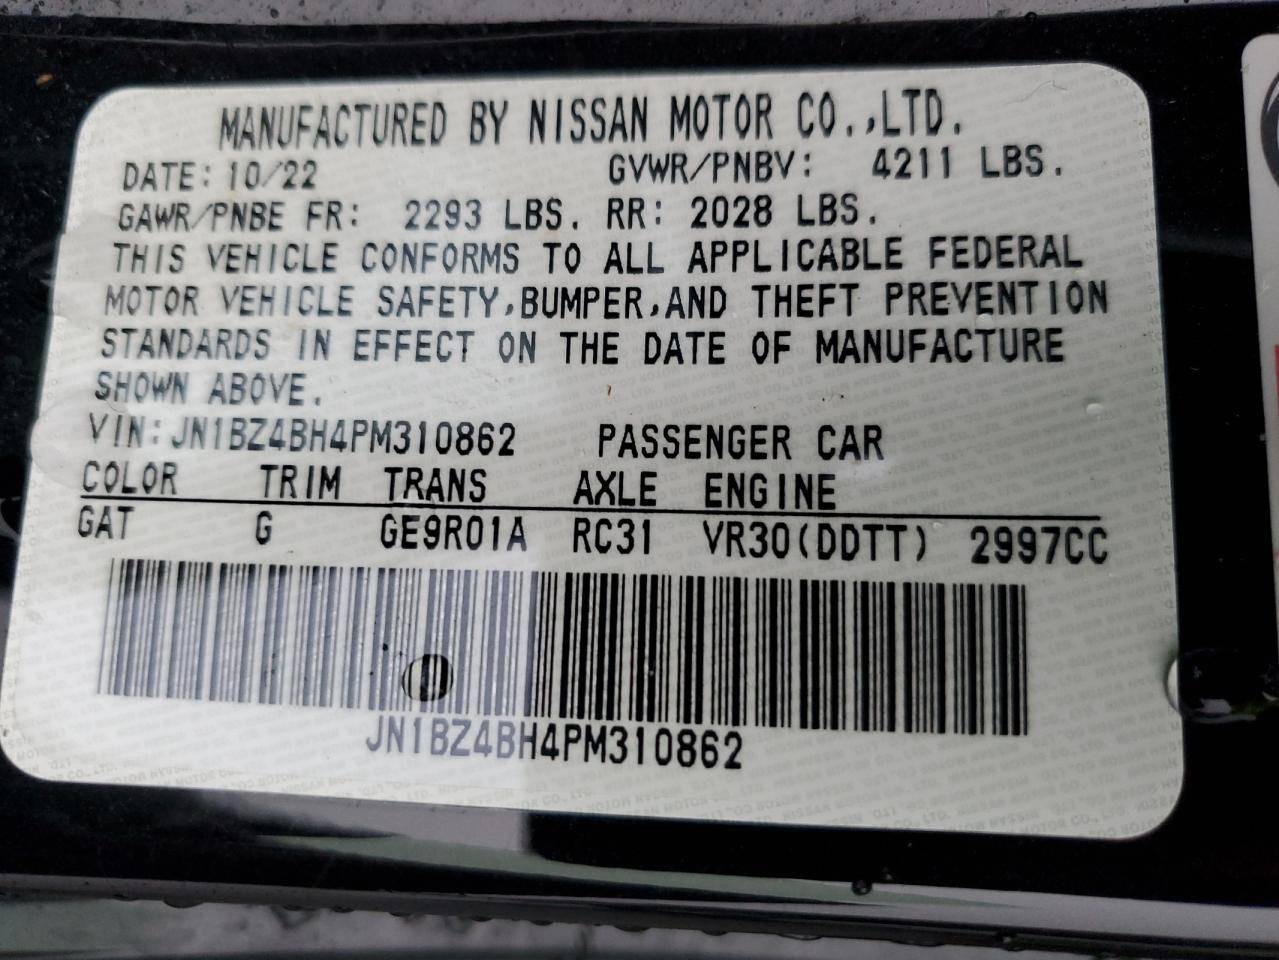 MANUFACTURED BY NISSAN MOTOR CO.,LTD.
DATE: 10/22 GVWR/PNBV: 4211 LBS.
GAWR/PNBE FR: 2293 LBS. RR: 2028 LBS.
THIS VEHICLE CONFORMS TO ALL APPLICABLE FEDERAL
MOTOR VEHICLE SAFETY,BUMPER,AND THEFT PREVENTION
STANDARDS IN EFFECT ON THE DATE OF MANUFACTURE
SHOWN ABOVE.
VIN: JN1BZ4BH4PM310862 PASSENGER CAR
COLOR TRIM TRANS AXLE ENGINE
GAT G GE9R01A RC31 VR30(DDTT) 2997CC
JN1BZ4BH4PM310862